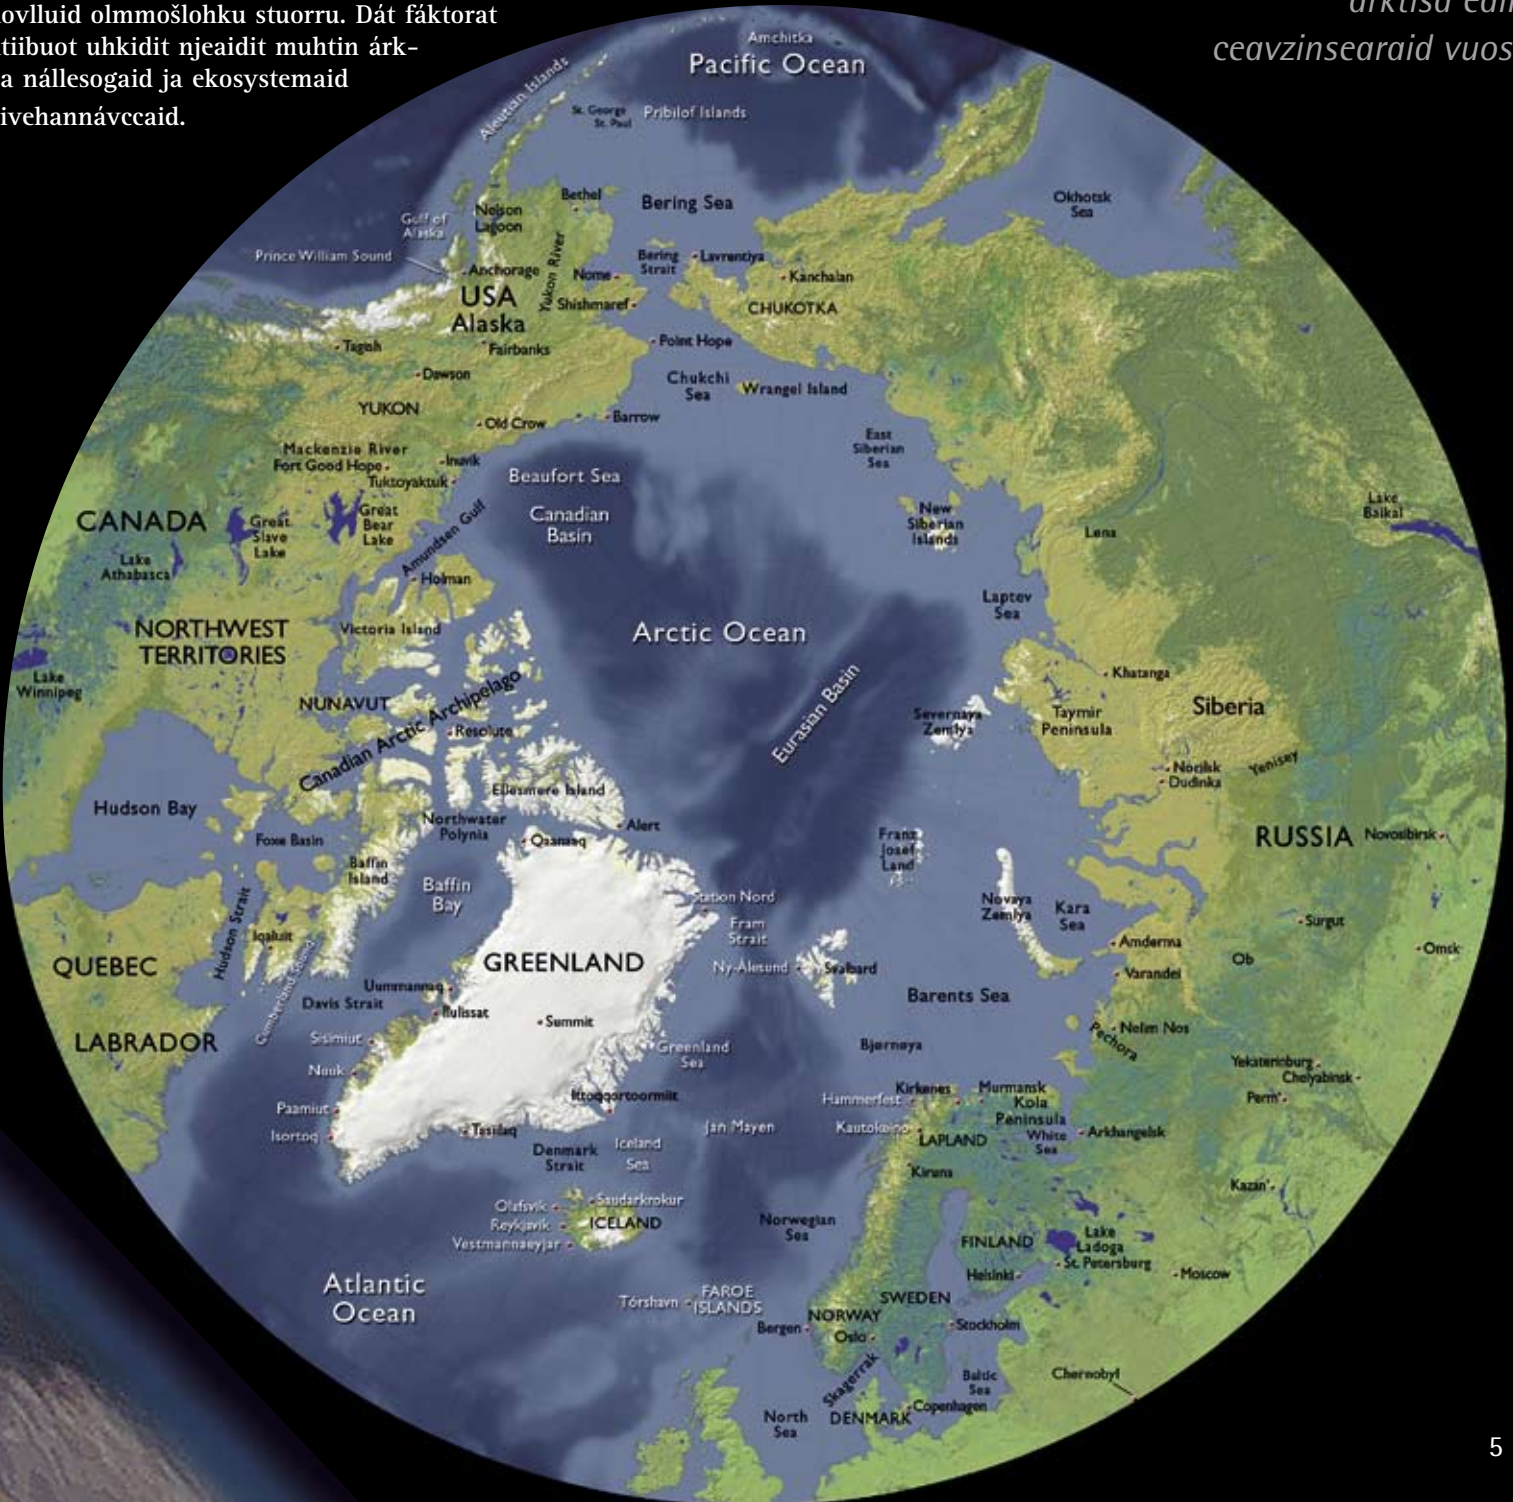 ovlluid olmmošlohku stuorru. Dát fáktorat
tiibuot uhkidit njeaidit muhtin árk-
a nállesogaid ja ekosystemaid
ivehannávccaid.
ceavzinsearaid vuos
Amchitka
Pacific Ocean
Aleutian Islands
St. George
St. Paul
Pribilof Islands
Bethel
Bering Sea
Okhotsk
Sea
Nelson
Lagoon
Gulf of
Alaska
Prince William Sound
Anchorage
Yukon River
Nome
Bering
Strait
Lavrentiya
Kanchalan
USA
Alaska
Shishmaref
CHUKOTKA
Tagish
Fairbanks
Point Hope
Dawson
Chukchi
Sea
Wrangel Island
YUKON
Old Crow
Barrow
East
Siberian
Sea
Mackenzie River
Fort Good Hope
Inuvik
Tuktoyaktuk
Beaufort Sea
Canadian
Basin
CANADA
Great
Slave
Lake
Great
Bear
Lake
Amundsen Gulf
New
Siberian
Islands
Lake
Baikal
Lena
Lake
Athabasca
Holman
Laptev
Sea
NORTHWEST
TERRITORIES
Victoria Island
Arctic Ocean
Lake
Winnipeg
Khatanga
NUNAVUT
Canadian Arctic Archipelago
Resolute
Eurasian Basin
Severnaya
Zemlya
Taymir
Peninsula
Siberia
Norilsk
Dudinka
Yenisey
Hudson Bay
Ellesmere Island
Northwater
Polynia
Alert
Foxe Basin
Qaanaaq
Franz
Josef
Land
RUSSIA
Novosibirsk
Baffin
Island
Baffin
Bay
Station Nord
Fram
Strait
Novaya
Zemlya
Kara
Sea
Hudson Strait
Iqaluit
Surgut
Amderma
Omsk
QUEBEC
GREENLAND
Ny-Ålesund
Svalbard
Varandei
Ob
Cumberland Sound
Uummannaq
Davis Strait
Ilulissat
Barents Sea
Summit
Nelim Nos
Pechora
LABRADOR
Sisimiut
Greenland
Sea
Bjørnøya
Yekaterinburg
Chelyabinsk
Nuuk
Ittoqqortoormiit
Kirkenes
Murmansk
Hammerfest
Kola
Peninsula
Perm'
Paamiut
Isortoq
Tasiilaq
Jan Mayen
Kautokeino
LAPLAND
White
Sea
Arkhangelsk
Denmark
Strait
Iceland
Sea
Kiruna
Kazan'
Olafsvik
Saudarkrokur
Reykjavik
ICELAND
Vestmannaeyjar
Norwegian
Sea
FINLAND
Lake
Ladoga
St. Petersburg
Helsinki
Moscow
Atlantic
Ocean
Tórshavn
FAROE
ISLANDS
SWEDEN
NORWAY
Bergen
Oslo
Stockholm
Skagerrak
Baltic
Sea
Chernobyl
North
Sea
DENMARK
Copenhagen
5